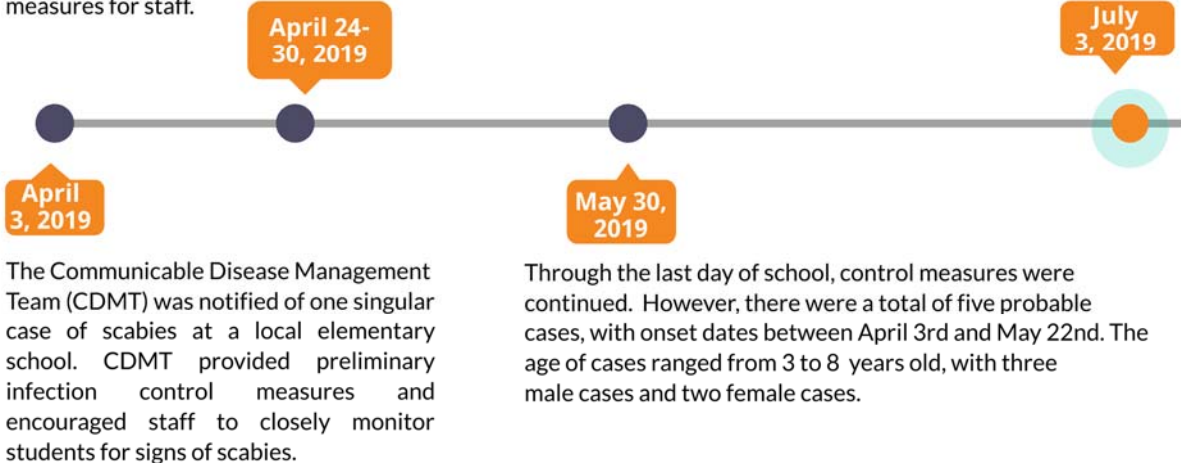 measures for staff.
April 24-
30, 2019
July
3, 2019
April
3, 2019
May 30,
2019
The Communicable Disease Management
Team (CDMT) was notified of one singular
case of scabies at a local elementary
school. CDMT provided preliminary
infection control measures and
encouraged staff to closely monitor
students for signs of scabies.
Through the last day of school, control measures were
continued. However, there were a total of five probable
cases, with onset dates between April 3rd and May 22nd. The
age of cases ranged from 3 to 8 years old, with three
male cases and two female cases.